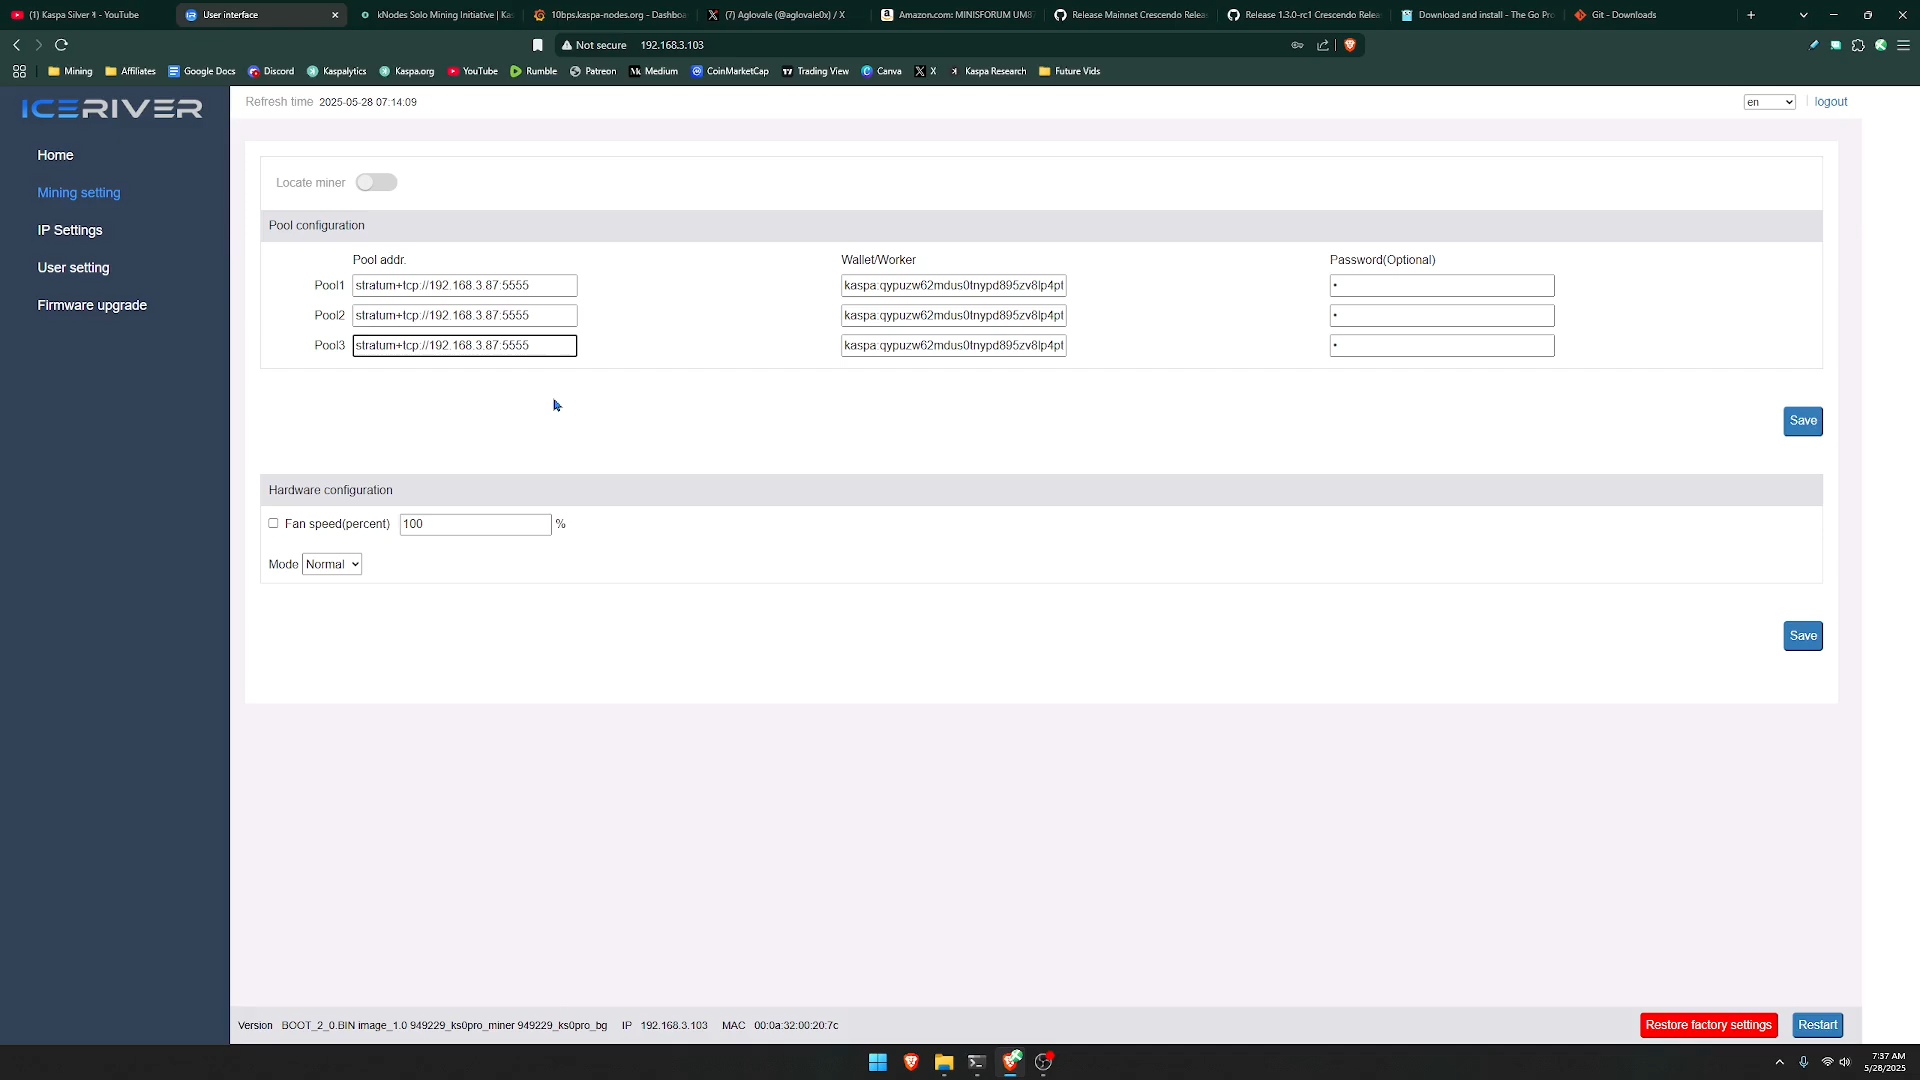 (1) Kaspa Silver - YouTube
User interface
kNodes Solo Mining Initiative | Kas
10bps.kaspa-nodes.org - Dashboa
(7) Aglovale (@aglovale0x) / X
Amazon.com: MINISFORUM UM8
Release Mainnet Crescendo Relea
Release 1.3.0-rc1 Crescendo Relea
Download and install - The Go Pr
Git - Downloads
Not secure 192.168.3.103
Mining
Affiliates
Google Docs
Discord
Kaspalytics
Kaspa.org
YouTube
Rumble
Patreon
Medium
CoinMarketCap
Trading View
Canva
X
Kaspa Research
Future Vids
ICERIVER
Refresh time 2025-05-28 07:14:09
en
logout
Home
Mining setting
IP Settings
User setting
Firmware upgrade
Locate miner
Pool configuration
Pool addr. Wallet/Worker Password(Optional)
Pool1 stratum+tcp://192.168.3.87:5555 kaspa:qypuzw62mdus0tnypd895zv8lp4pt •
Pool2 stratum+tcp://192.168.3.87:5555 kaspa:qypuzw62mdus0tnypd895zv8lp4pt •
Pool3 stratum+tcp://192.168.3.87:5555 kaspa:qypuzw62mdus0tnypd895zv8lp4pt •
Save
Hardware configuration
Fan speed(percent) 100 %
Mode Normal
Save
Version BOOT_2_0.BIN image_1.0 949229_ks0pro_miner 949229_ks0pro_bg IP 192.168.3.103 MAC 00:0a:32:00:20:7c
Restore factory settings
Restart
7:37 AM
5/28/2025